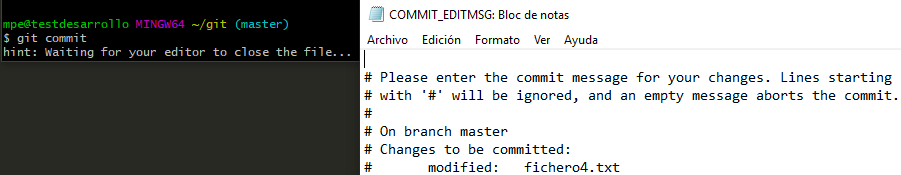 mpe@testdesarrollo MINGW64 ~/git (master)
$ git commit
hint: Waiting for your editor to close the file...
COMMIT_EDITMSG: Bloc de notas
Archivo Edición Formato Ver Ayuda
# Please enter the commit message for your changes. Lines starting
# with '#' will be ignored, and an empty message aborts the commit.
#
# On branch master
# Changes to be committed:
#       modified:   fichero4.txt